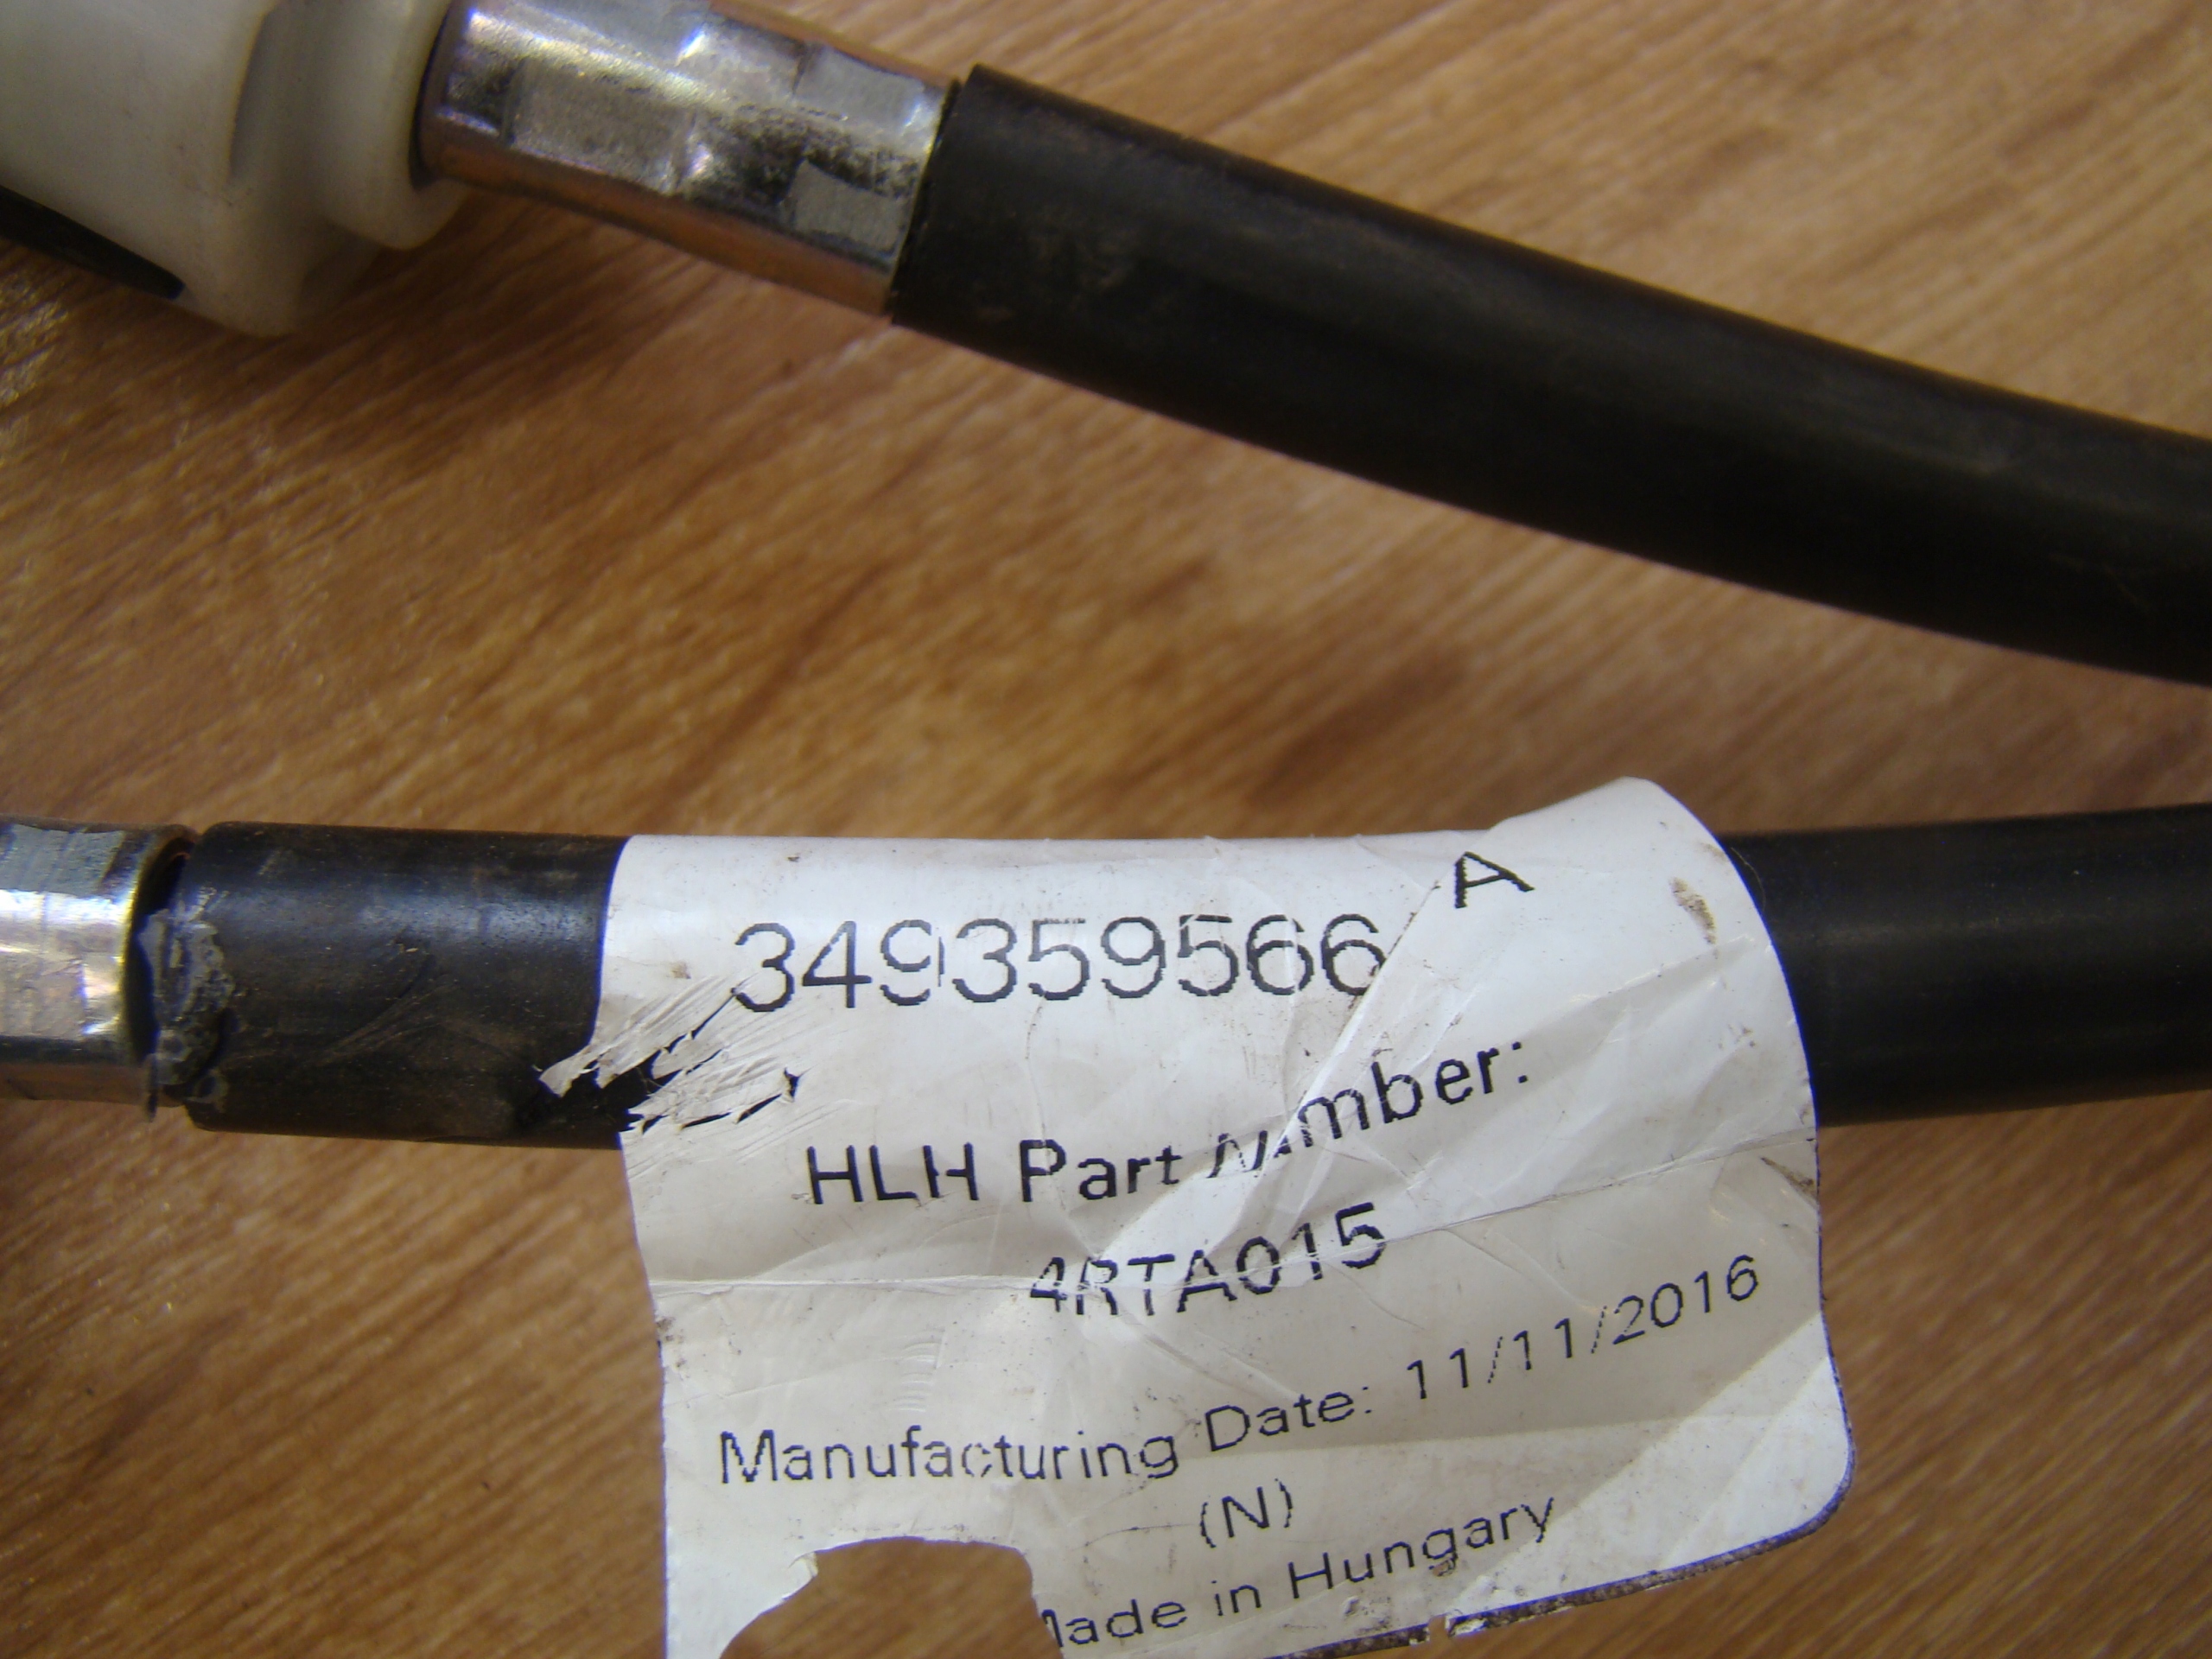 349359566 A
HLH Part Number:
4RTA015
Manufacturing Date: 11/11/2016
(N)
Made in Hungary